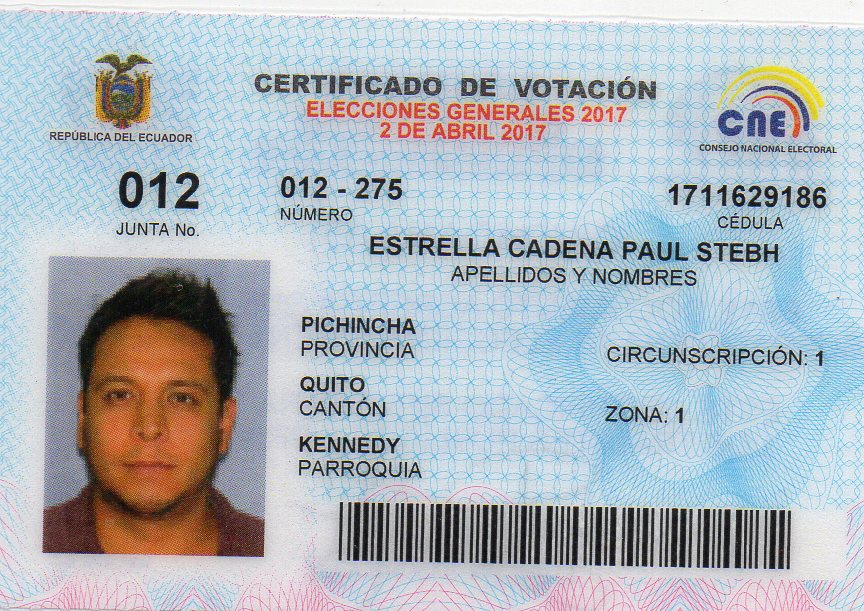 CERTIFICADO DE VOTACIÓN
ELECCIONES GENERALES 2017
2 DE ABRIL 2017
REPÚBLICA DEL ECUADOR
CNE
CONSEJO NACIONAL ELECTORAL
012
JUNTA No.
012 - 275
NÚMERO
1711629186
CÉDULA
ESTRELLA CADENA PAUL STEBH
APELLIDOS Y NOMBRES
PICHINCHA
PROVINCIA
CIRCUNSCRIPCIÓN: 1
QUITO
CANTÓN
ZONA: 1
KENNEDY
PARROQUIA